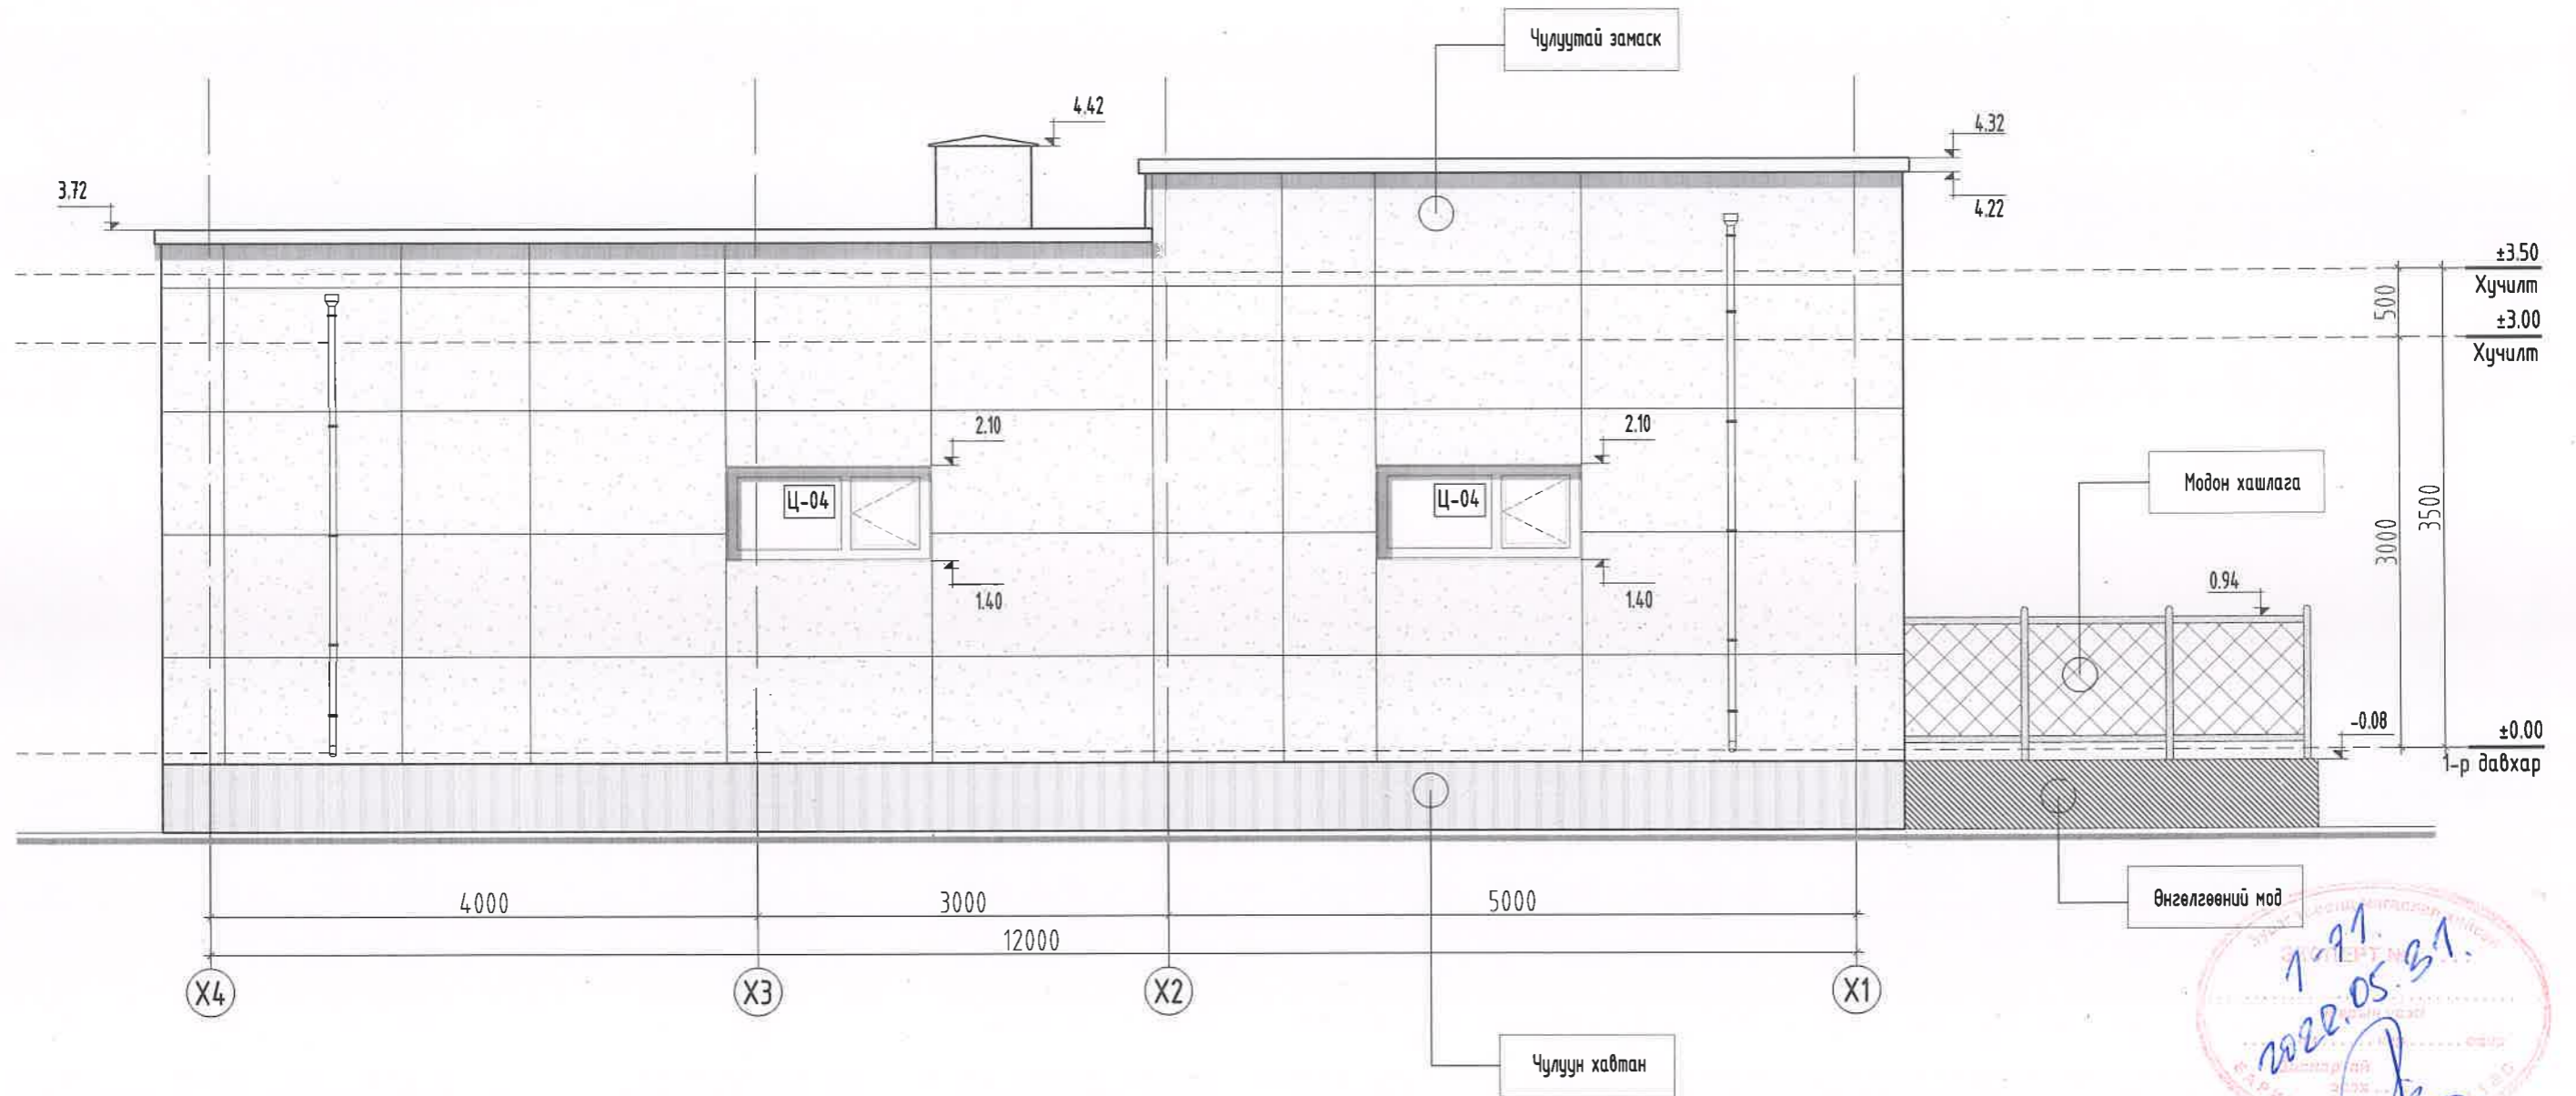 Чулуутай замаск
4.42
4.32
3.72
4.22
±3.50
Хучилт
500
±3.00
Хучилт
2.10
2.10
Ц-04
Ц-04
Модон хашлага
3500
3000
1.40
1.40
0.94
-0.08
±0.00
1-р давхар
4000
3000
5000
Өнгөлгөөний мод
12000
X4
X3
X2
X1
2022.05.31.
Чулуун хавтан